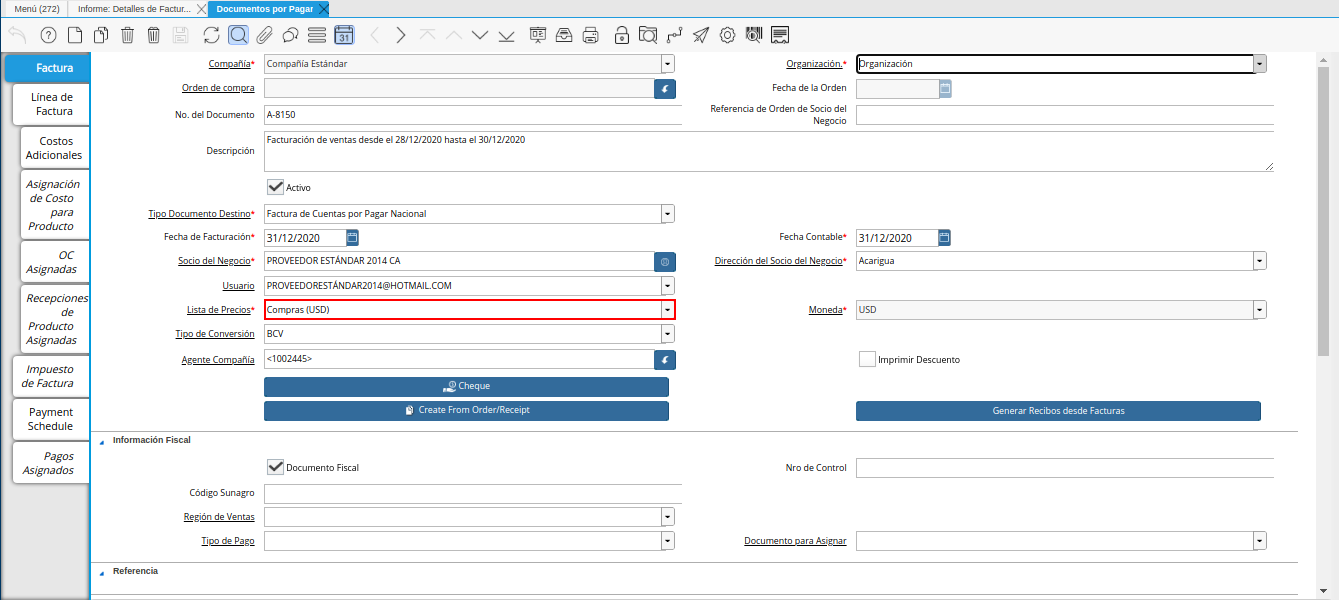 Menú (272)
Informe: Detalles de Factur...
Documentos por Pagar
31
Factura
Línea de
Factura
Costos
Adicionales
Asignación
de Costo
para
Producto
OC
Asignadas
Recepciones
de
Producto
Asignadas
Impuesto
de Factura
Payment
Schedule
Pagos
Asignados
Compañía* Compañía Estándar
Organización.* Organización
Orden de compra
Fecha de la Orden
No. del Documento A-8150
Referencia de Orden de Socio del
Negocio
Descripción
Facturación de ventas desde el 28/12/2020 hasta el 30/12/2020
Activo
Tipo Documento Destino* Factura de Cuentas por Pagar Nacional
Fecha de Facturación* 31/12/2020
Fecha Contable* 31/12/2020
Socio del Negocio* PROVEEDOR ESTÁNDAR 2014 CA
Dirección del Socio del Negocio* Acarigua
Usuario PROVEEDORESTÁNDAR2014@HOTMAIL.COM
Lista de Precios* Compras (USD)
Moneda* USD
Tipo de Conversión BCV
Agente Compañía <1002445>
Imprimir Descuento
Cheque
Create From Order/Receipt
Generar Recibos desde Facturas
Información Fiscal
Documento Fiscal
Nro de Control
Código Sunagro
Región de Ventas
Tipo de Pago
Documento para Asignar
Referencia